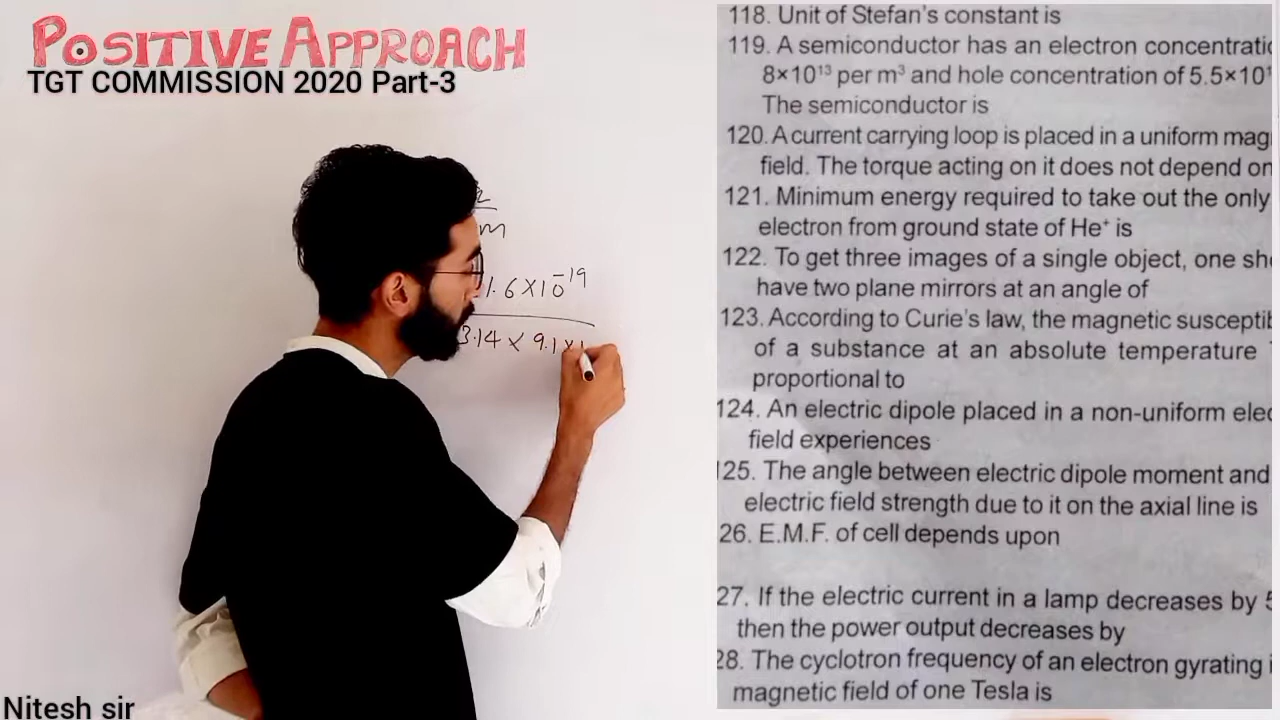 POSITIVE APPROACH
TGT COMMISSION 2020 Part-3
2
m
1.6×10⁻¹⁹
3.14 × 9.1×1
Nitesh sir
118. Unit of Stefan's constant is
119. A semiconductor has an electron concentratio
8×10¹³ per m³ and hole concentration of 5.5×10¹
The semiconductor is
120. A current carrying loop is placed in a uniform mag
field. The torque acting on it does not depend on
121. Minimum energy required to take out the only
electron from ground state of He⁺ is
122. To get three images of a single object, one sho
have two plane mirrors at an angle of
123. According to Curie's law, the magnetic susceptib
of a substance at an absolute temperature T
proportional to
124. An electric dipole placed in a non-uniform elec
field experiences
125. The angle between electric dipole moment and
electric field strength due to it on the axial line is
26. E.M.F. of cell depends upon
27. If the electric current in a lamp decreases by 5
then the power output decreases by
28. The cyclotron frequency of an electron gyrating i
magnetic field of one Tesla is